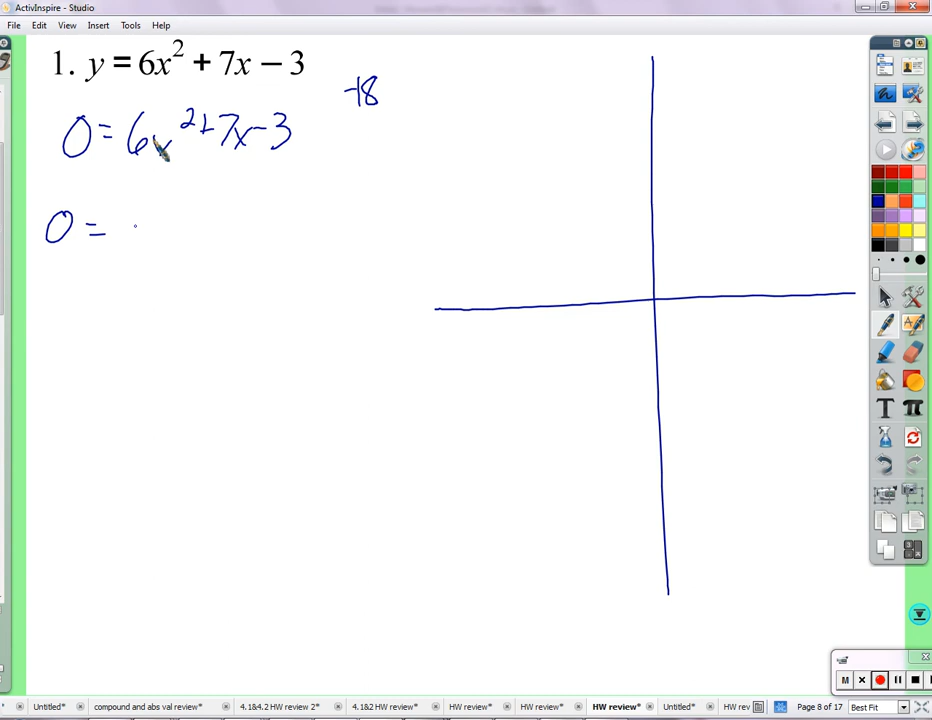 ActivInspire - Studio
File Edit View Insert Tools Help
1. y = 6x² + 7x − 3
-18
0 = 6x² + 7x - 3
0 =
Untitled* compound and abs val review* 4.1&4.2 HW review 2* 4.1&2 HW review* HW review* HW review* HW review* Untitled* HW rev Page 8 of 17 Best Fit
M